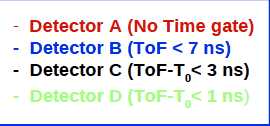 - Detector A (No Time gate)
- Detector B (ToF < 7 ns)
- Detector C (ToF-T₀< 3 ns)
- Detector D (ToF-T₀< 1 ns)